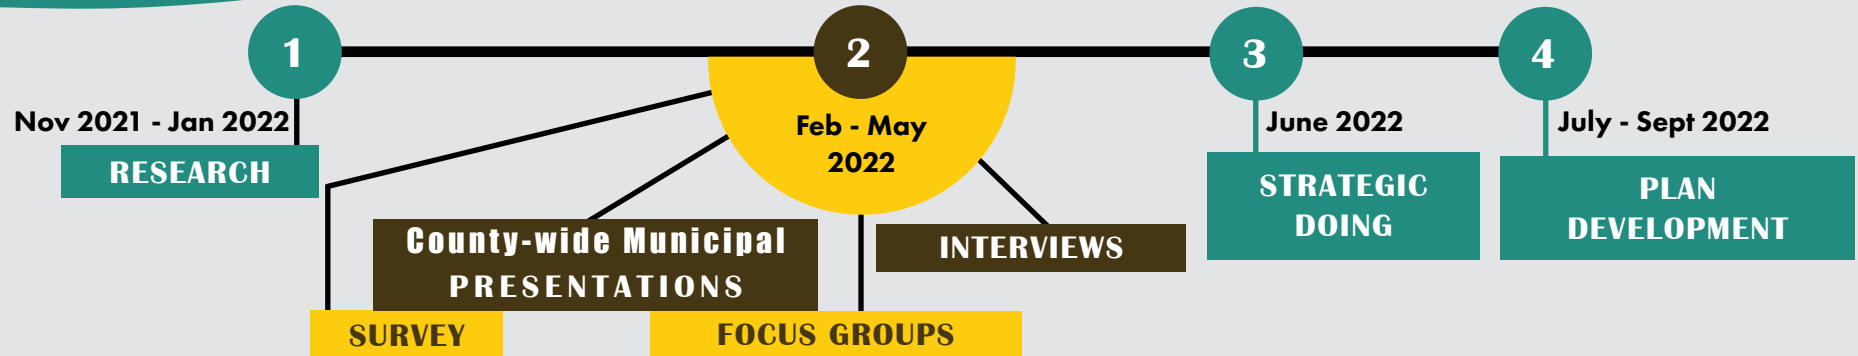 1
2
3
4
Nov 2021 - Jan 2022
RESEARCH
Feb - May
2022
County-wide Municipal
PRESENTATIONS
SURVEY
FOCUS GROUPS
INTERVIEWS
June 2022
STRATEGIC
DOING
July - Sept 2022
PLAN
DEVELOPMENT